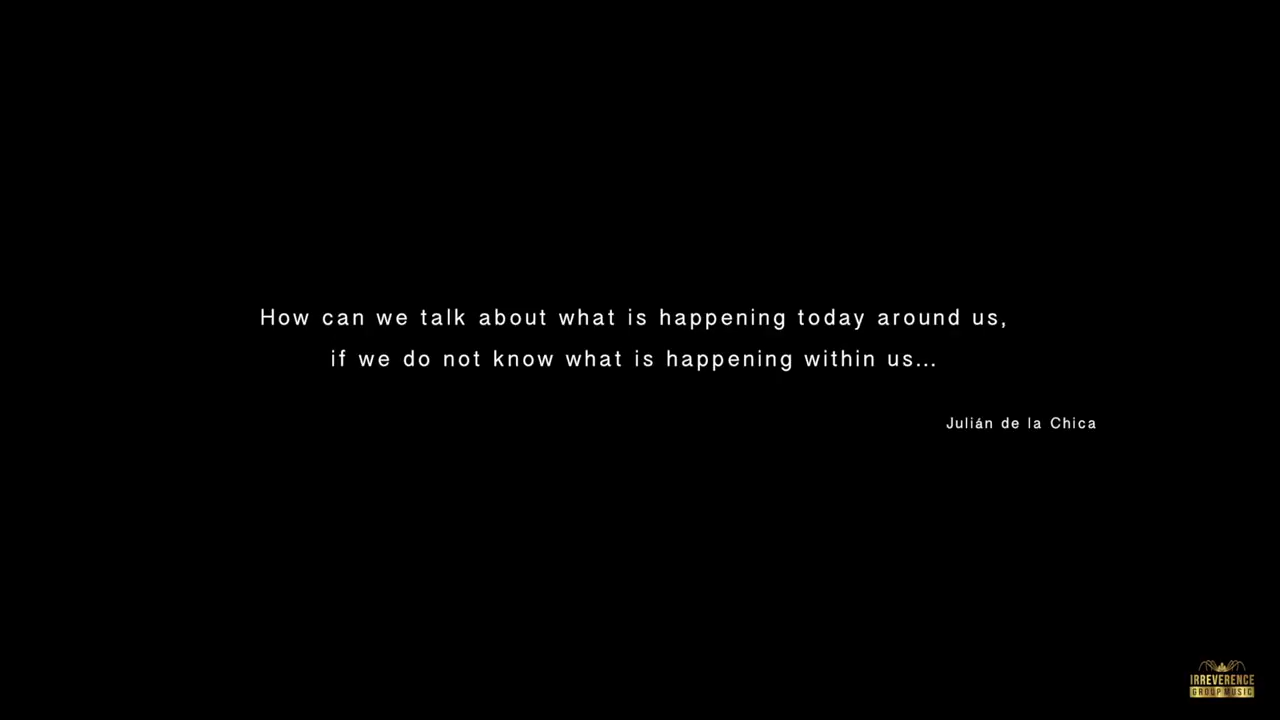 How can we talk about what is happening today around us,
if we do not know what is happening within us...
Julián de la Chica
IRREVERENCE
GROUP MUSIC